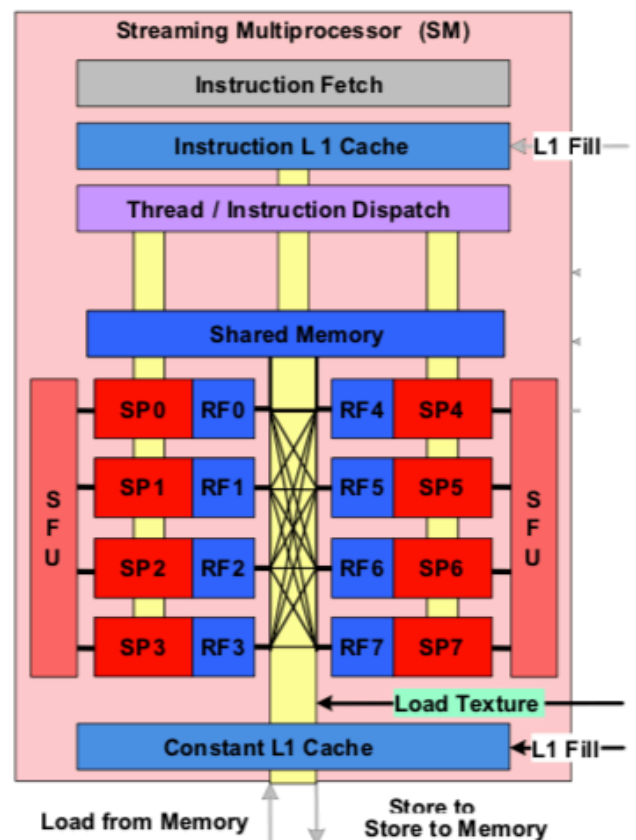 Streaming Multiprocessor (SM)
Instruction Fetch
Instruction L 1 Cache
L1 Fill
Thread / Instruction Dispatch
Shared Memory
SP0 RF0 RF4 SP4
SP1 RF1 RF5 SP5
SP2 RF2 RF6 SP6
SP3 RF3 RF7 SP7
S
F
U
S
F
U
Load Texture
Constant L1 Cache
L1 Fill
Load from Memory
Store to
Store to Memory